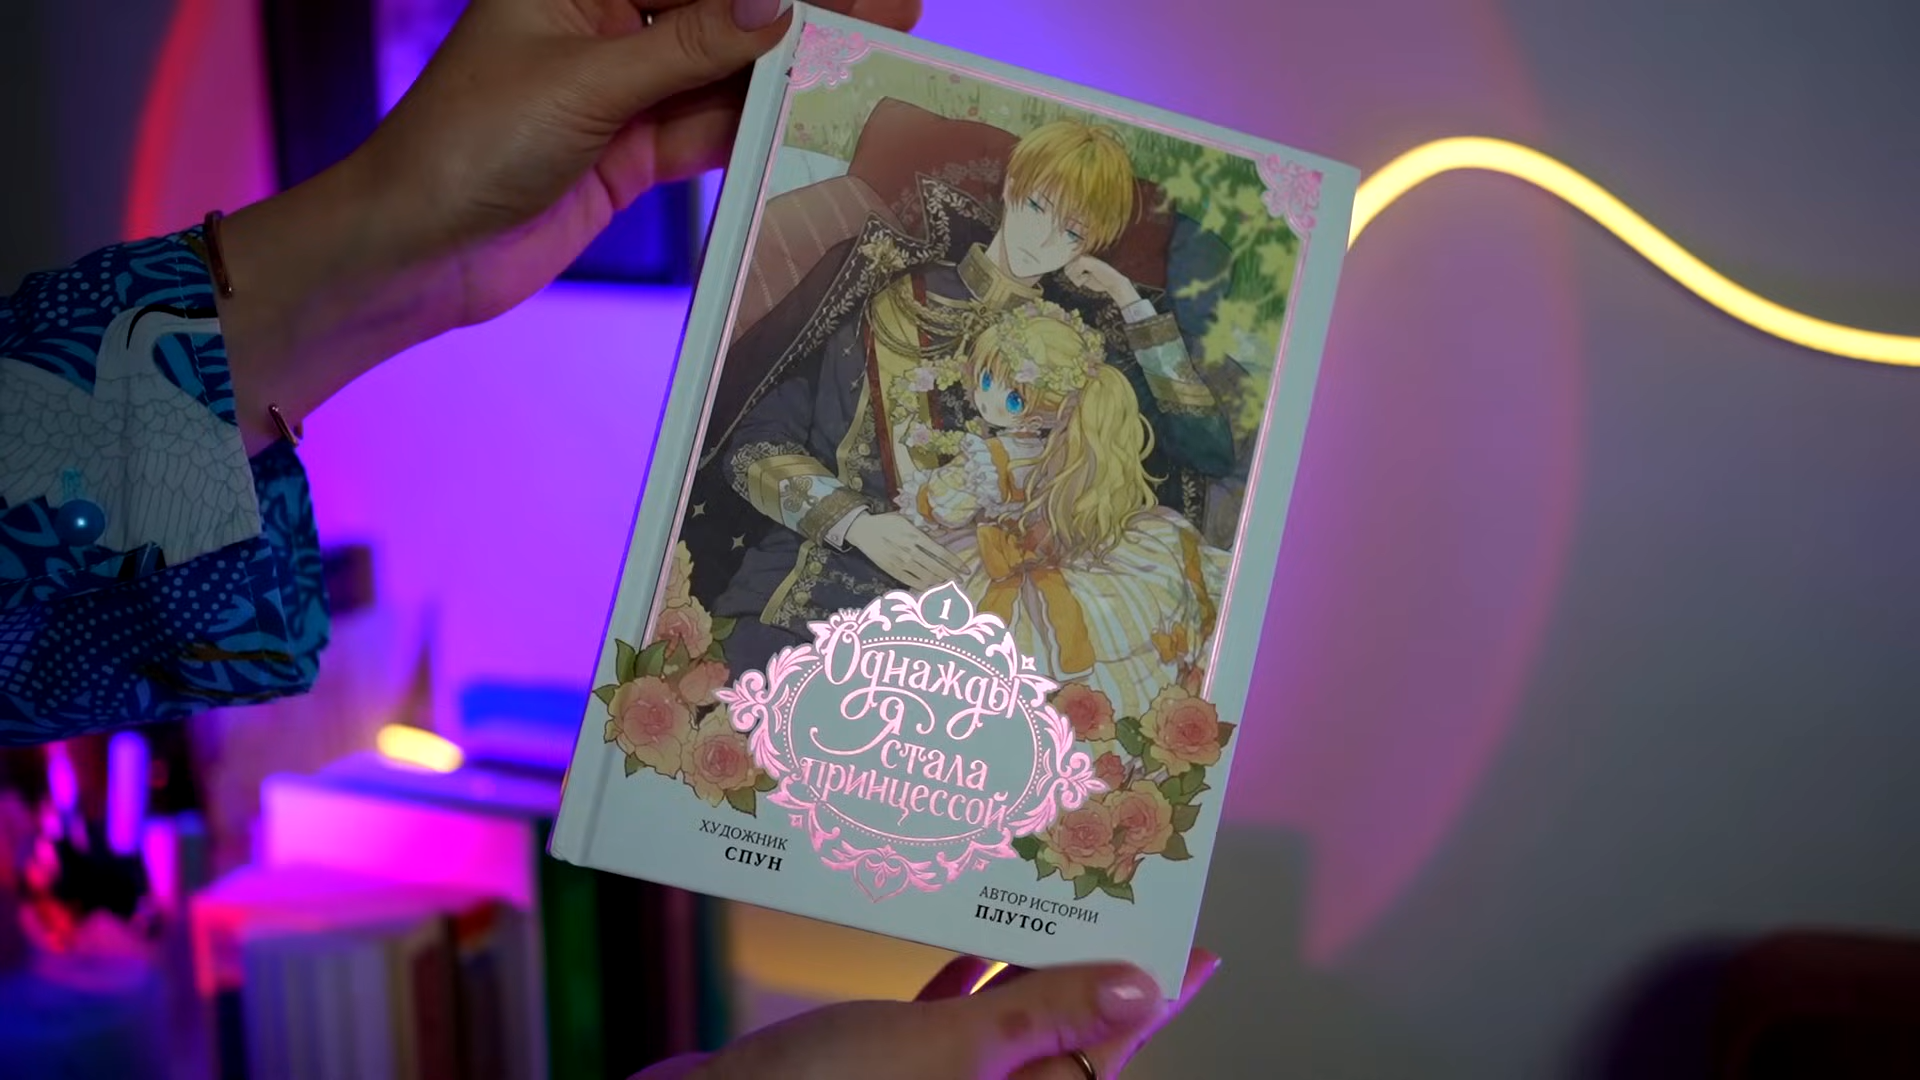 1
Однажды
я
стала
принцессой
ХУДОЖНИК
СПУН
АВТОР ИСТОРИИ
ПЛУТОС